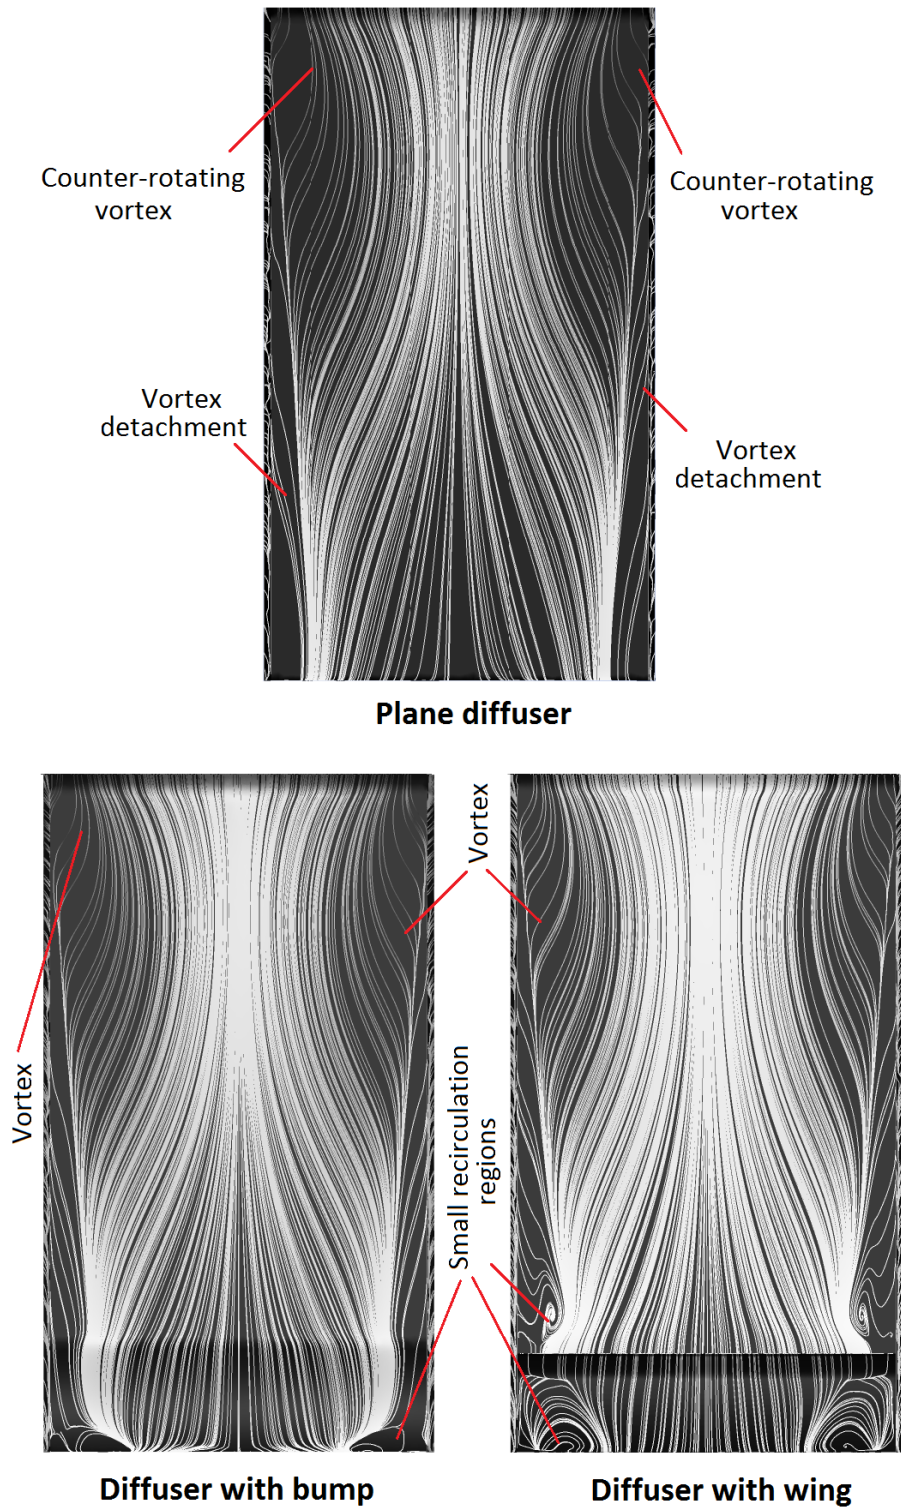 Counter-rotating
vortex
Counter-rotating
vortex
Vortex
detachment
Vortex
detachment
Plane diffuser
Vortex
Vortex
Small recirculation
regions
Diffuser with bump
Diffuser with wing